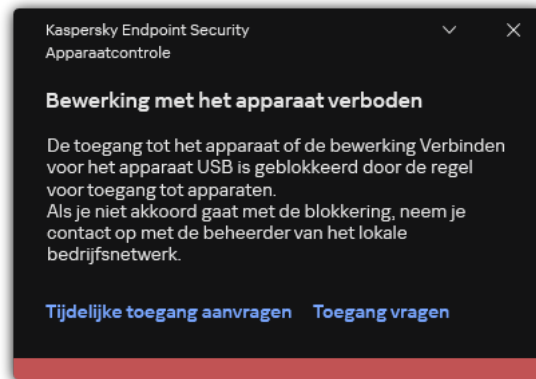 Kaspersky Endpoint Security
Apparaatcontrole
Bewerking met het apparaat verboden
De toegang tot het apparaat of de bewerking Verbinden
voor het apparaat USB is geblokkeerd door de regel
voor toegang tot apparaten.
Als je niet akkoord gaat met de blokkering, neem je
contact op met de beheerder van het lokale
bedrijfsnetwerk.
Tijdelijke toegang aanvragen Toegang vragen